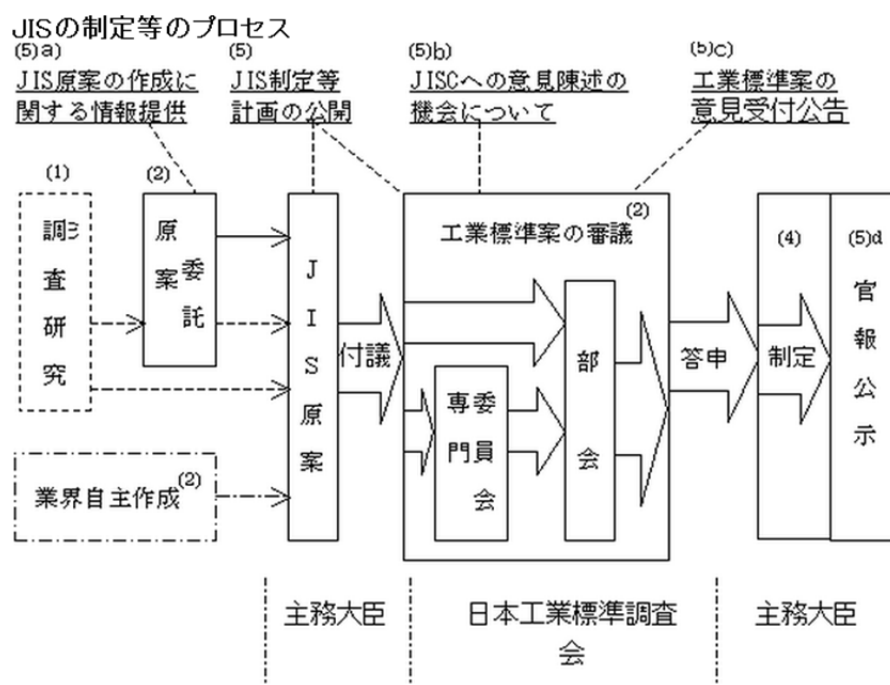 JISの制定等のプロセス
(5)a)
JIS原案の作成に
関する情報提供
(5)
JIS制定等
計画の公開
(5)b)
JISCへの意見陳述の
機会について
(5)c)
工業標準案の
意見受付公告
(1)
調査研究
(2)
原案委託
業界自主作成
(2)
JIS原案
付議
工業標準案の審議
(2)
専門委員会
部会
答申
(4)
制定
(5)d
官報公示
主務大臣
日本工業標準調査
会
主務大臣